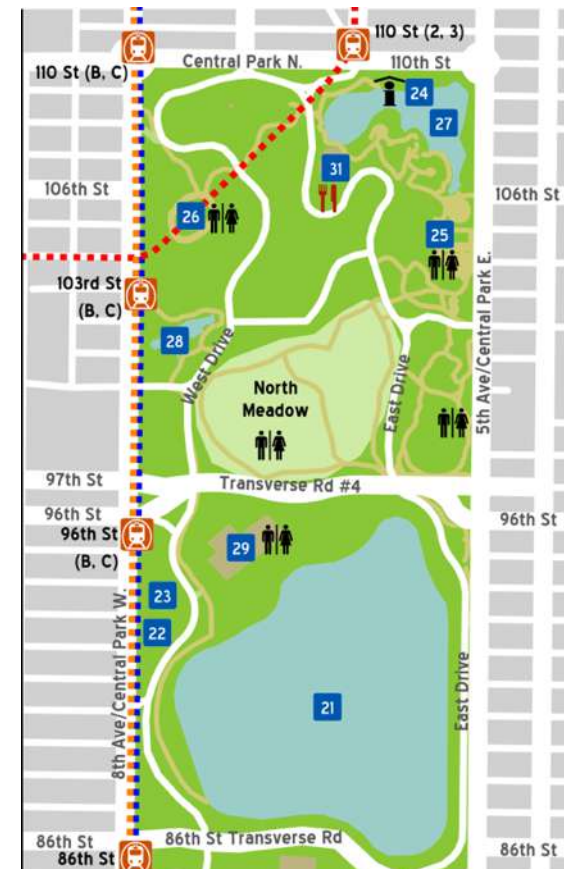 110 St (2, 3)
Central Park N.
110th St
110 St (B, C)
24
27
31
106th St
106th St
26
25
103rd St
(B, C)
28
West Drive
East Drive
5th Ave/Central Park E.
North
Meadow
97th St
Transverse Rd #4
96th St
96th St
96th St
(B, C)
29
23
22
21
8th Ave/Central Park W.
East Drive
86th St
86th St Transverse Rd
86th St
86th St